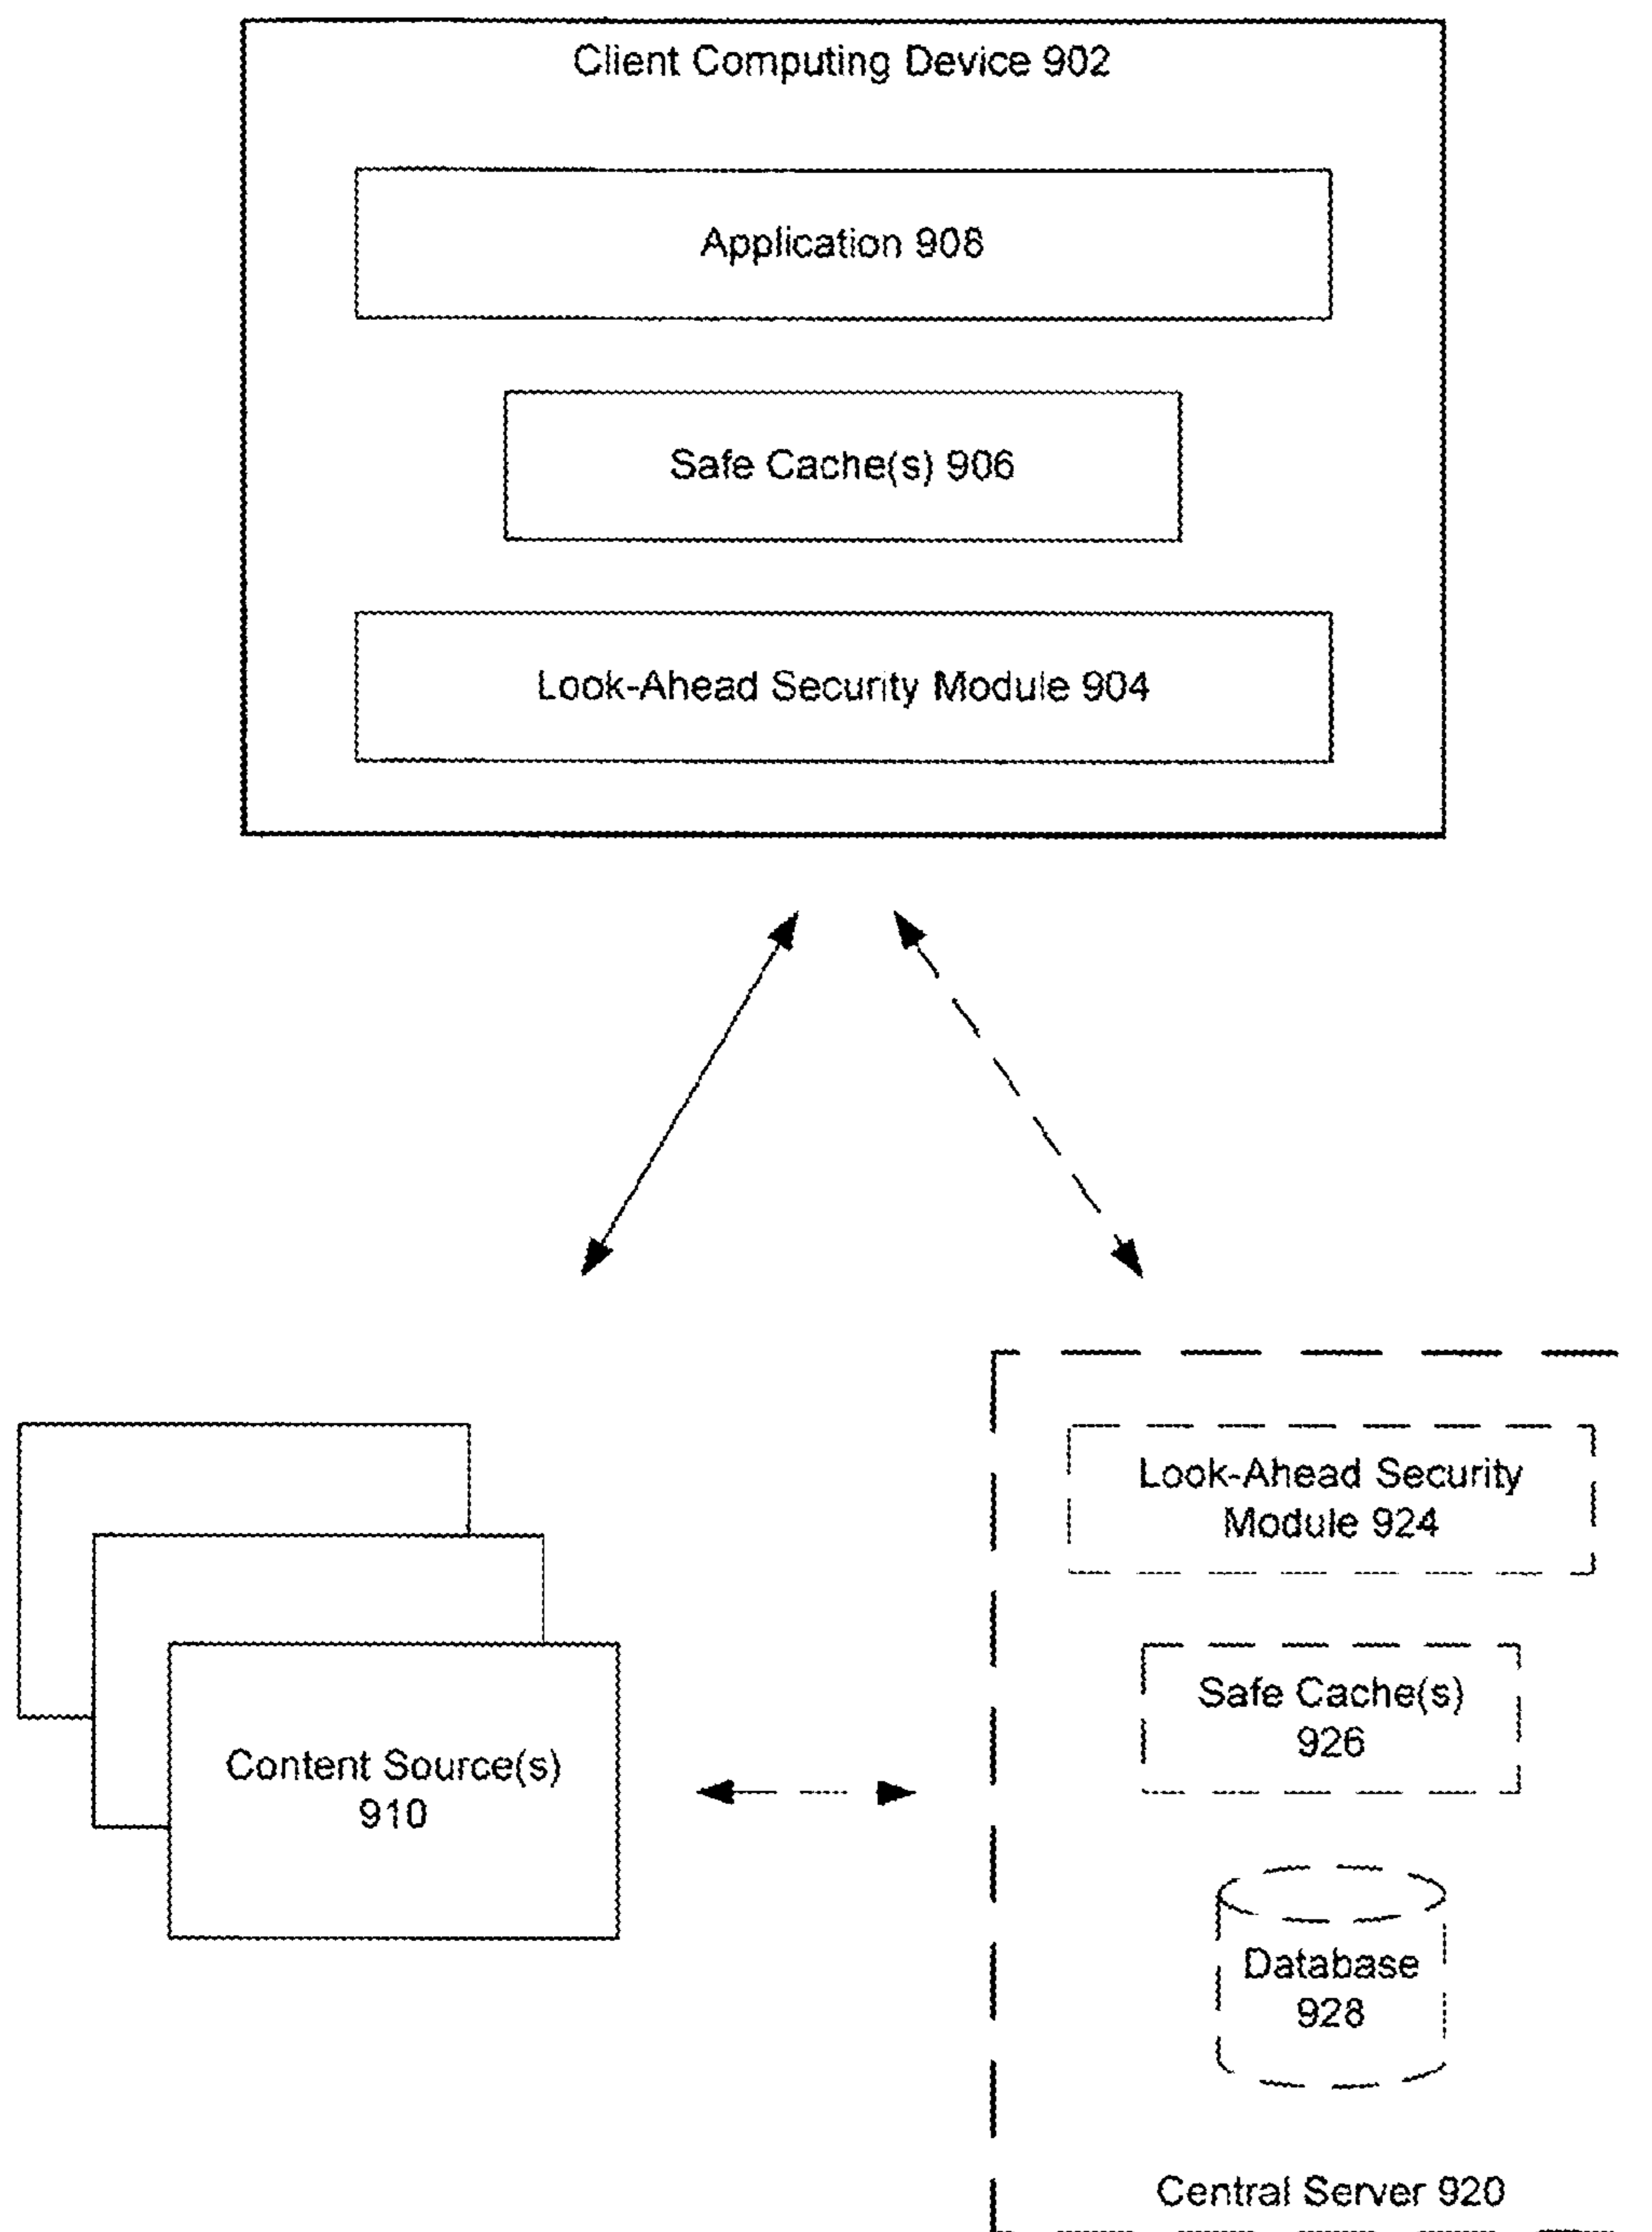 Client Computing Device 902
Application 908
Safe Cache(s) 906
Look-Ahead Security Module 904
Content Source(s)
910
Look-Ahead Security
Module 924
Safe Cache(s)
926
Database
928
Central Server 920